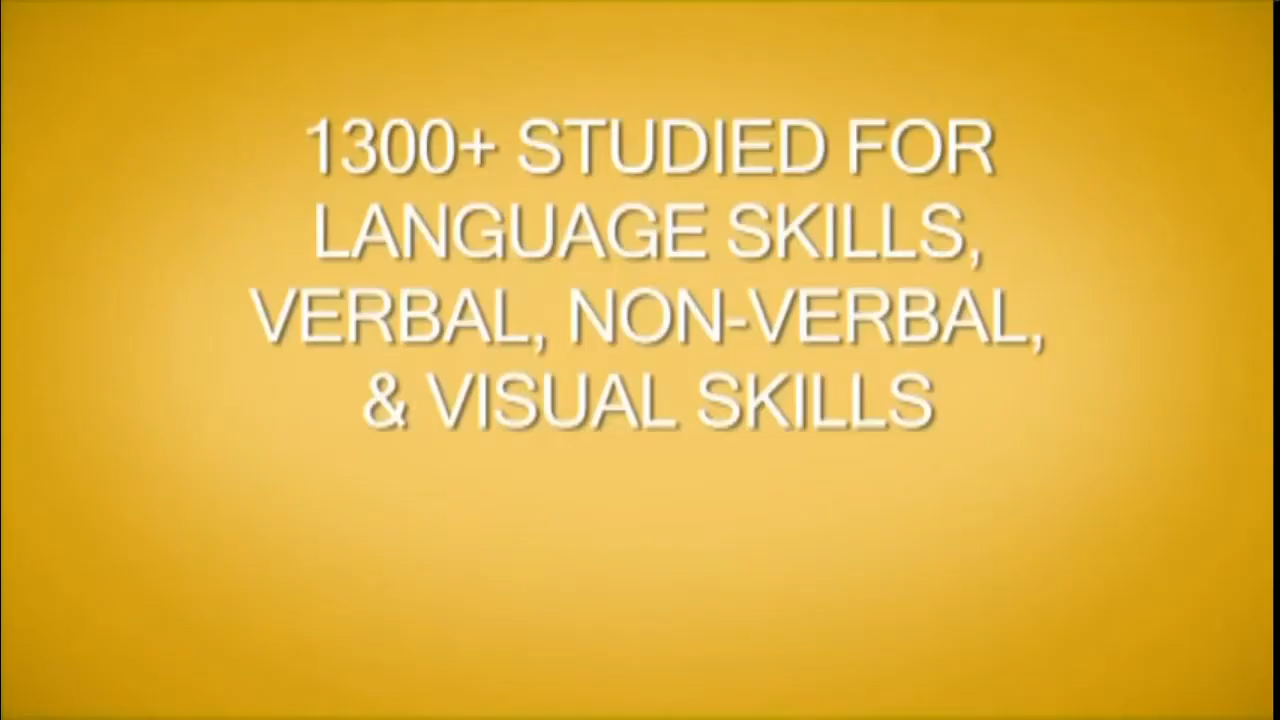 1300+ STUDIED FOR
LANGUAGE SKILLS,
VERBAL, NON-VERBAL,
& VISUAL SKILLS